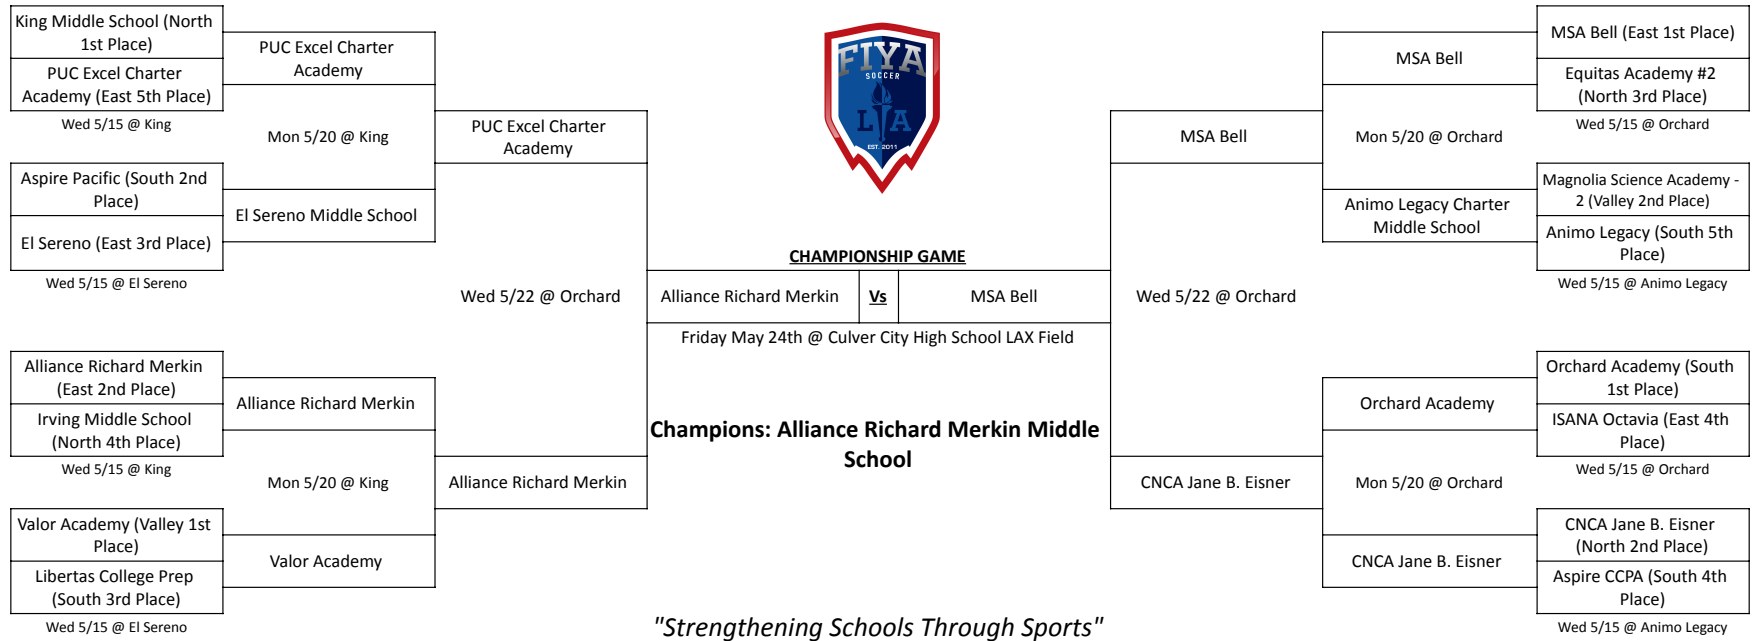 King Middle School (North
1st Place)
PUC Excel Charter
Academy (East 5th Place)
Wed 5/15 @ King
Aspire Pacific (South 2nd
Place)
El Sereno (East 3rd Place)
Wed 5/15 @ El Sereno
Alliance Richard Merkin
(East 2nd Place)
Irving Middle School
(North 4th Place)
Wed 5/15 @ King
Valor Academy (Valley 1st
Place)
Libertas College Prep
(South 3rd Place)
Wed 5/15 @ El Sereno
PUC Excel Charter
Academy
Mon 5/20 @ King
El Sereno Middle School
Alliance Richard Merkin
Mon 5/20 @ King
Valor Academy
PUC Excel Charter
Academy
Wed 5/22 @ Orchard
Alliance Richard Merkin
FIYA
SOCCER
LA
EST. 2011
CHAMPIONSHIP GAME
Alliance Richard Merkin
Vs
MSA Bell
Friday May 24th @ Culver City High School LAX Field
Champions: Alliance Richard Merkin Middle
School
"Strengthening Schools Through Sports"
MSA Bell
Wed 5/22 @ Orchard
CNCA Jane B. Eisner
MSA Bell
Mon 5/20 @ Orchard
Animo Legacy Charter
Middle School
Orchard Academy
Mon 5/20 @ Orchard
CNCA Jane B. Eisner
MSA Bell (East 1st Place)
Equitas Academy #2
(North 3rd Place)
Wed 5/15 @ Orchard
Magnolia Science Academy -
2 (Valley 2nd Place)
Animo Legacy (South 5th
Place)
Wed 5/15 @ Animo Legacy
Orchard Academy (South
1st Place)
ISANA Octavia (East 4th
Place)
Wed 5/15 @ Orchard
CNCA Jane B. Eisner
(North 2nd Place)
Aspire CCPA (South 4th
Place)
Wed 5/15 @ Animo Legacy